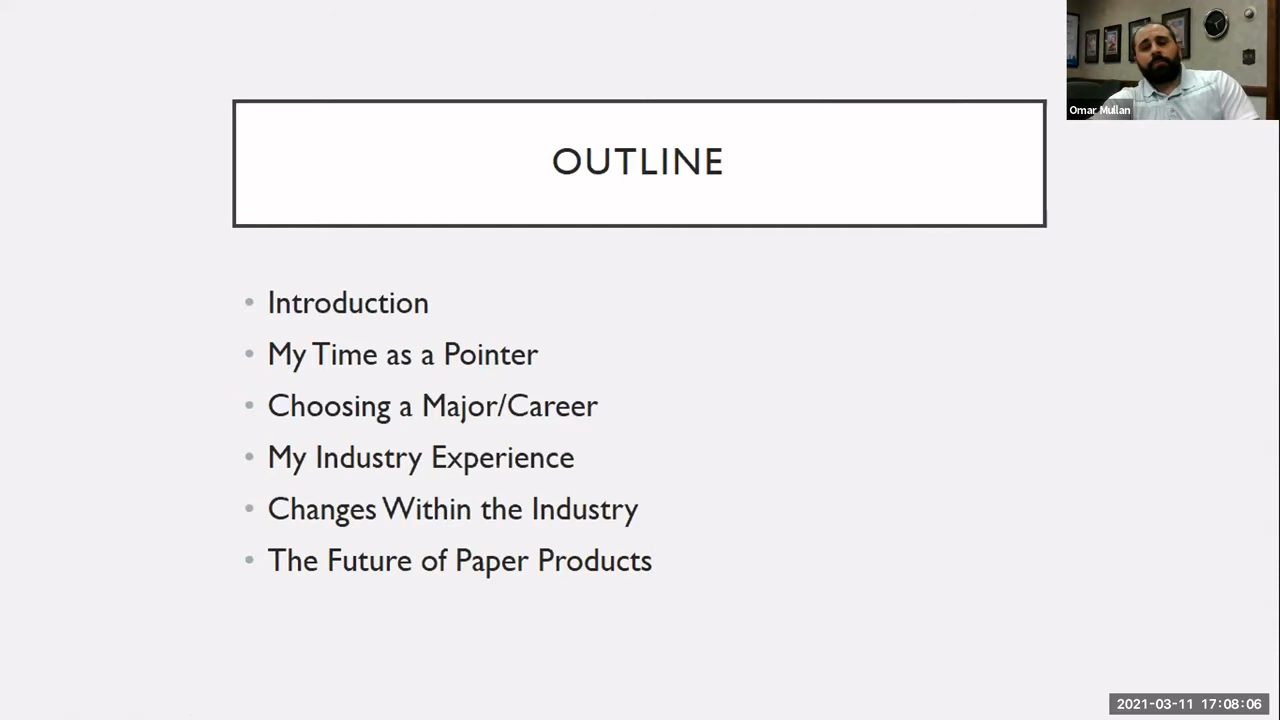 Omar Mullan
OUTLINE
• Introduction
• My Time as a Pointer
• Choosing a Major/Career
• My Industry Experience
• Changes Within the Industry
• The Future of Paper Products
2021-03-11 17:08:06